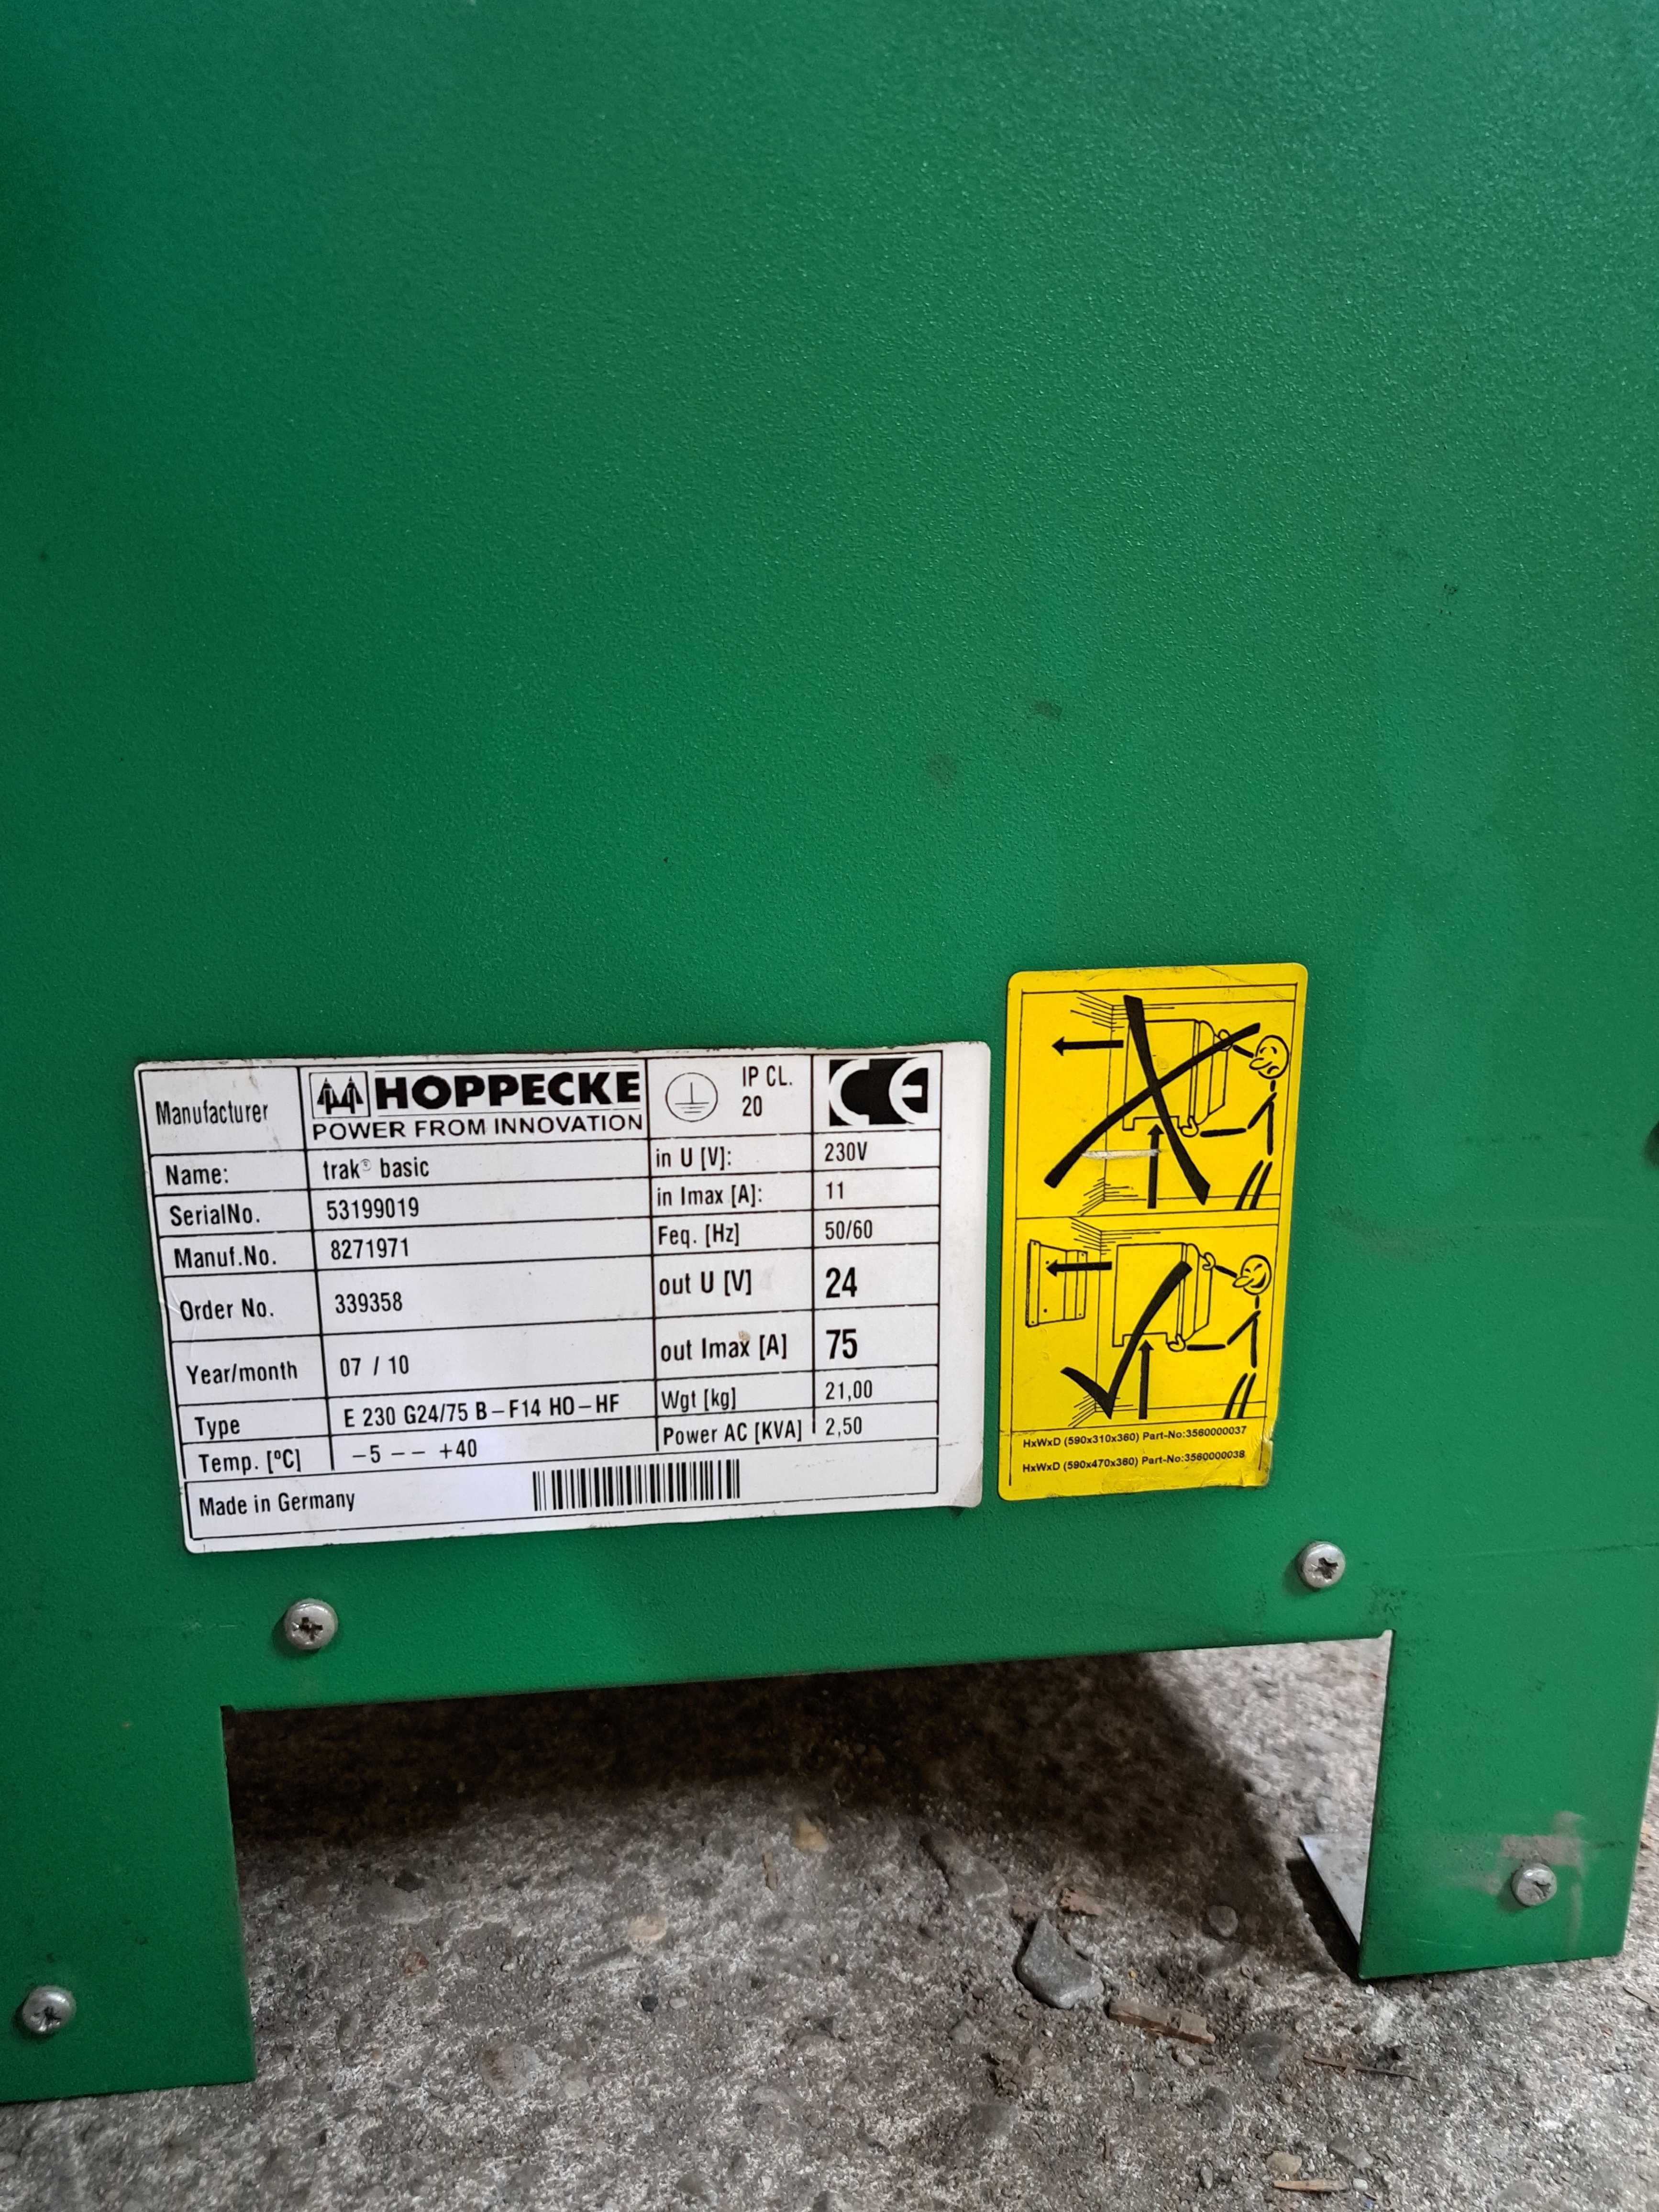 Manufacturer HOPPECKE IP CL. CE
POWER FROM INNOVATION 20
Name: trak® basic in U [V]: 230V
SerialNo. 53199019 in Imax [A]: 11
Manuf.No. 8271971 Feq. [Hz] 50/60
Order No. 339358 out U [V] 24
Year/month 07 / 10 out Imax [A] 75
Type E 230 G24/75 B-F14 HO-HF Wgt [kg] 21,00
Temp. [ºC] -5 -- +40 Power AC [KVA] 2,50
Made in Germany
HxWxD (590x310x360) Part-No:3560000037
HxWxD (590x470x360) Part-No:3560000038